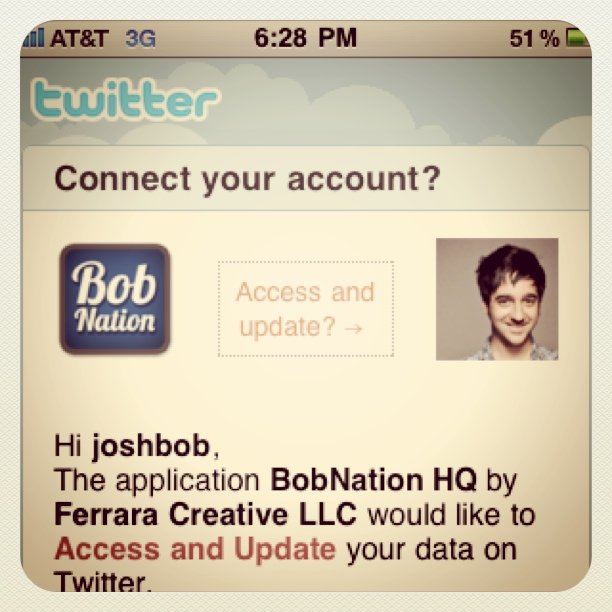 AT&T 3G 6:28 PM 51%
twitter
Connect your account?
Bob
Nation
Access and
update? →
Hi joshbob,
The application BobNation HQ by
Ferrara Creative LLC would like to
Access and Update your data on
Twitter.